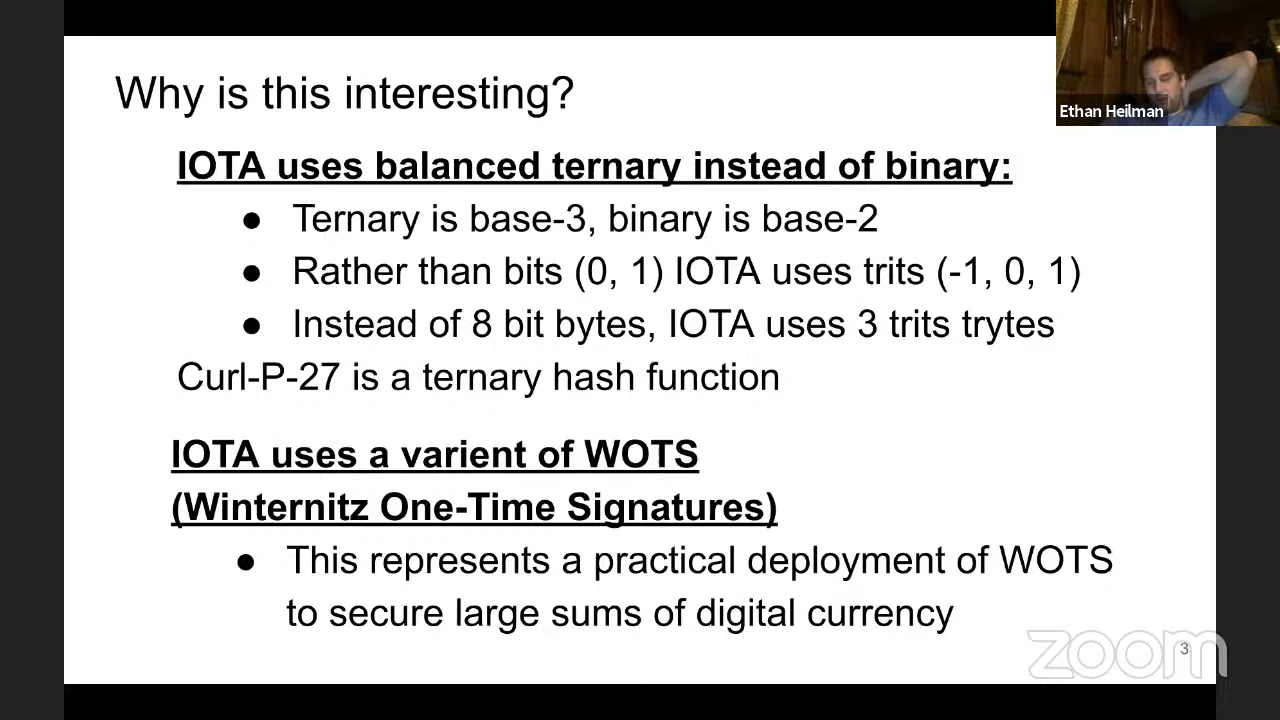 Why is this interesting?
Ethan Heilman
IOTA uses balanced ternary instead of binary:
● Ternary is base-3, binary is base-2
● Rather than bits (0, 1) IOTA uses trits (-1, 0, 1)
● Instead of 8 bit bytes, IOTA uses 3 trits trytes
Curl-P-27 is a ternary hash function
IOTA uses a varient of WOTS
(Winternitz One-Time Signatures)
● This represents a practical deployment of WOTS
to secure large sums of digital currency
zoom
3